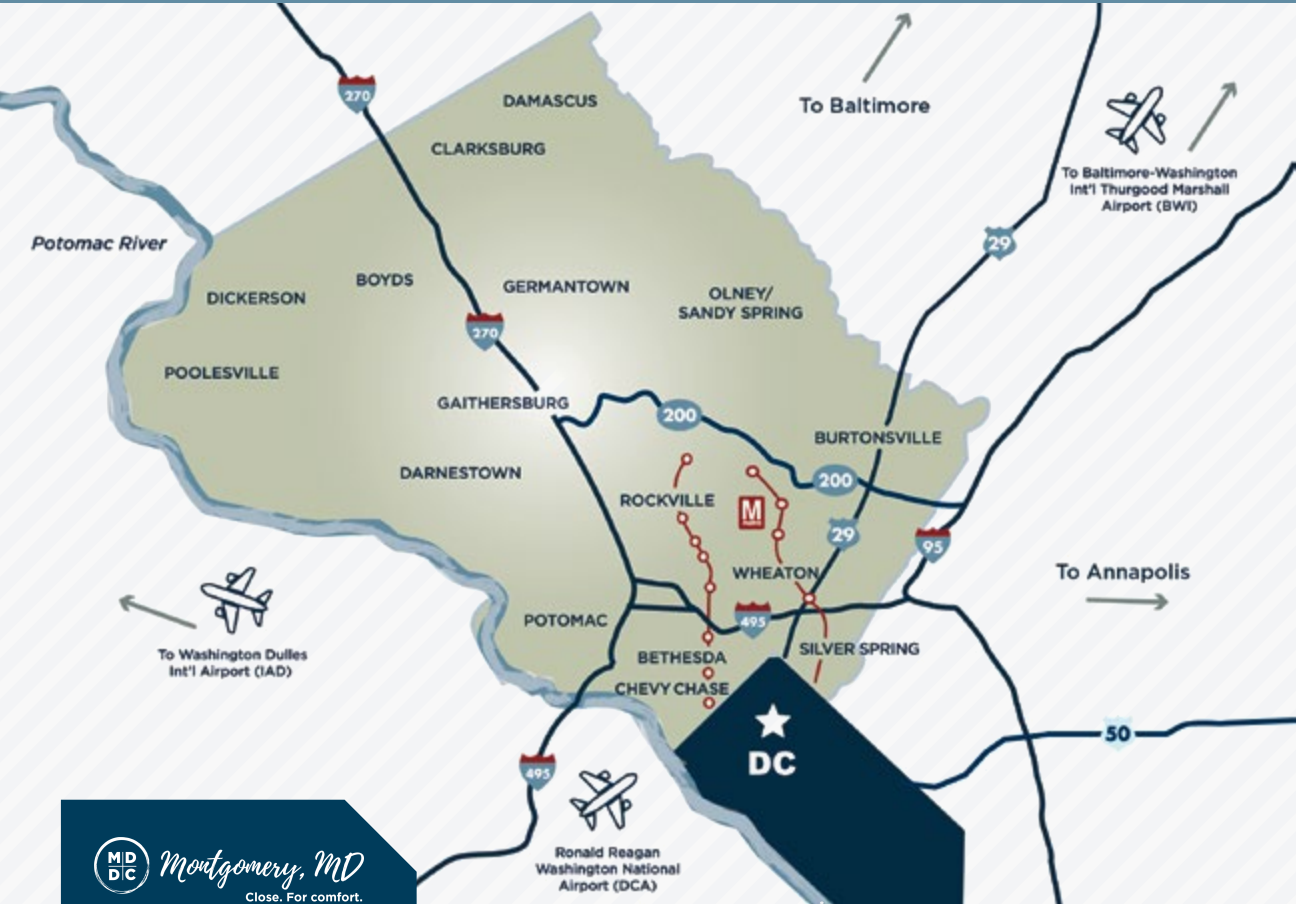 270
DAMASCUS
To Baltimore
CLARKSBURG
To Baltimore-Washington
Int'l Thurgood Marshall
Airport (BWI)
Potomac River
29
BOYDS
GERMANTOWN
DICKERSON
OLNEY/
SANDY SPRING
270
POOLESVILLE
GAITHERSBURG
200
BURTONSVILLE
DARNESTOWN
200
ROCKVILLE
M
29
95
WHEATON
To Annapolis
POTOMAC
495
To Washington Dulles
Int'l Airport (IAD)
BETHESDA
SILVER SPRING
CHEVY CHASE
DC
50
495
Ronald Reagan
Washington National
Airport (DCA)
MD
DC
Montgomery, MD
Close. For comfort.